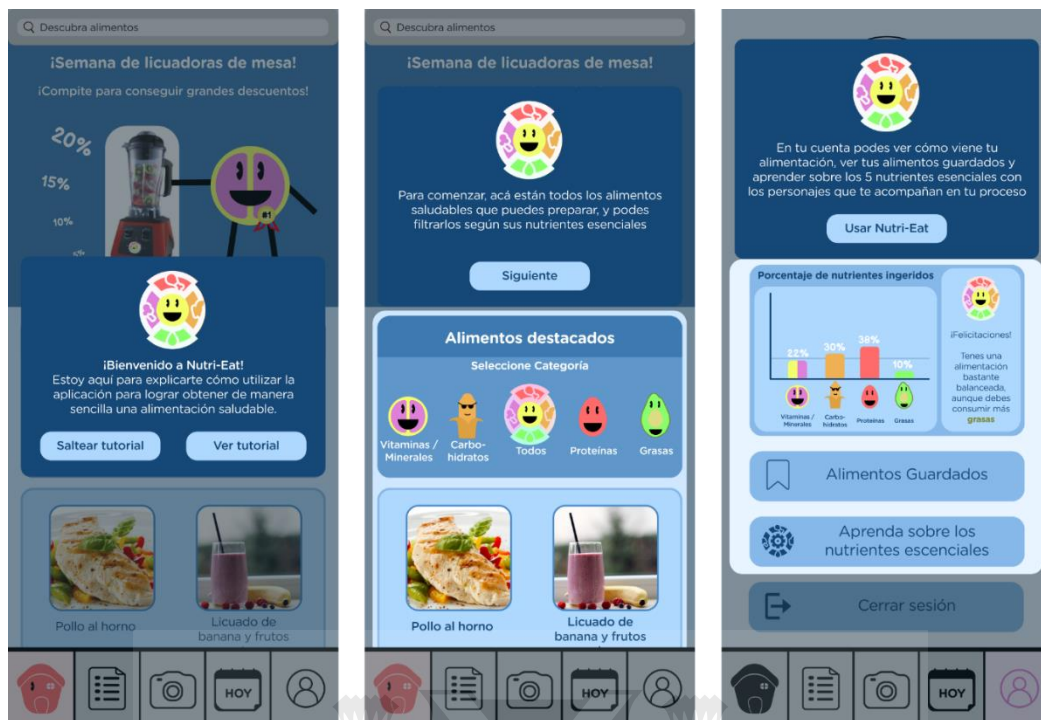 Descubra alimentos
¡Semana de licuadoras de mesa!
¡Compite para conseguir grandes descuentos!
20%
15%
10%
5%
#1
¡Bienvenido a Nutri-Eat!
Estoy aquí para explicarte cómo utilizar la
aplicación para lograr obtener de manera
sencilla una alimentación saludable.
Saltear tutorial
Ver tutorial
Pollo al horno
Licuado de
banana y frutos
HOY
Descubra alimentos
¡Semana de licuadoras de mesa!
Para comenzar, acá están todos los alimentos
saludables que puedes preparar, y podes
filtrarlos según sus nutrientes esenciales
Siguiente
Alimentos destacados
Seleccione Categoría
Vitaminas /
Minerales
Carbo-
hidratos
Todos
Proteínas
Grasas
Pollo al horno
Licuado de
banana y frutos
HOY
En tu cuenta podes ver cómo viene tu
alimentación, ver tus alimentos guardados y
aprender sobre los 5 nutrientes esenciales con
los personajes que te acompañan en tu proceso
Usar Nutri-Eat
Porcentaje de nutrientes ingeridos
22%
30%
38%
10%
Vitaminas /
Minerales
Carbo-
hidratos
Proteínas
Grasas
¡Felicitaciones!
Tenes una
alimentación
bastante
balanceada,
aunque debes
consumir más
grasas
Alimentos Guardados
Aprenda sobre los
nutrientes escenciales
Cerrar sesión
HOY